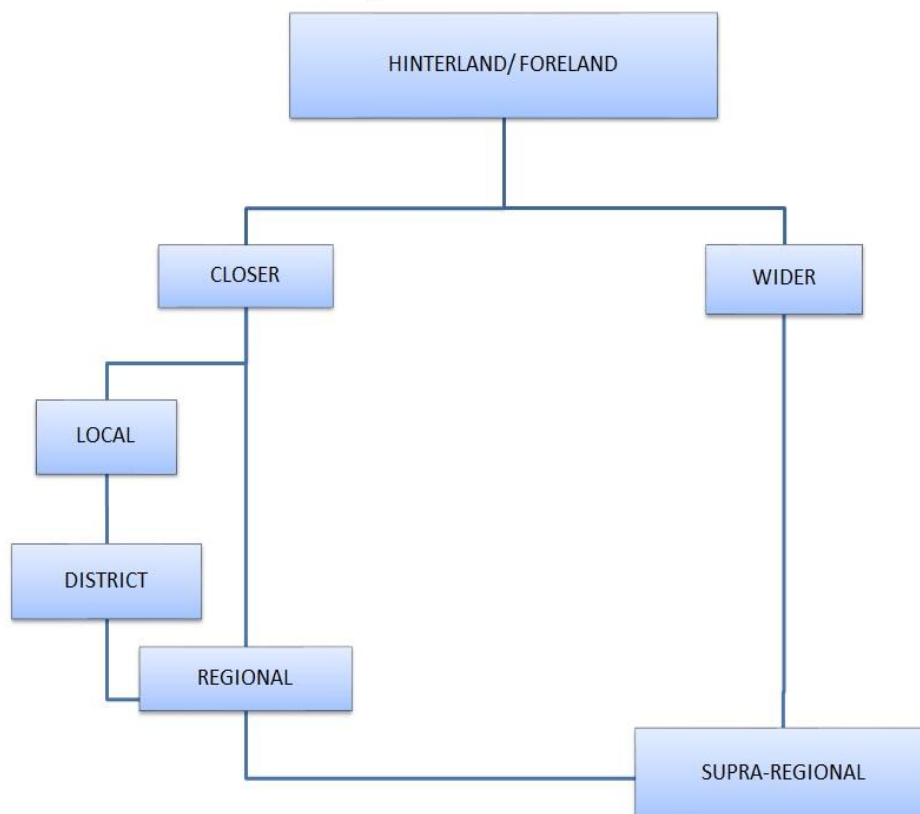 HINTERLAND/ FORELAND
CLOSER
WIDER
LOCAL
DISTRICT
REGIONAL
SUPRA-REGIONAL